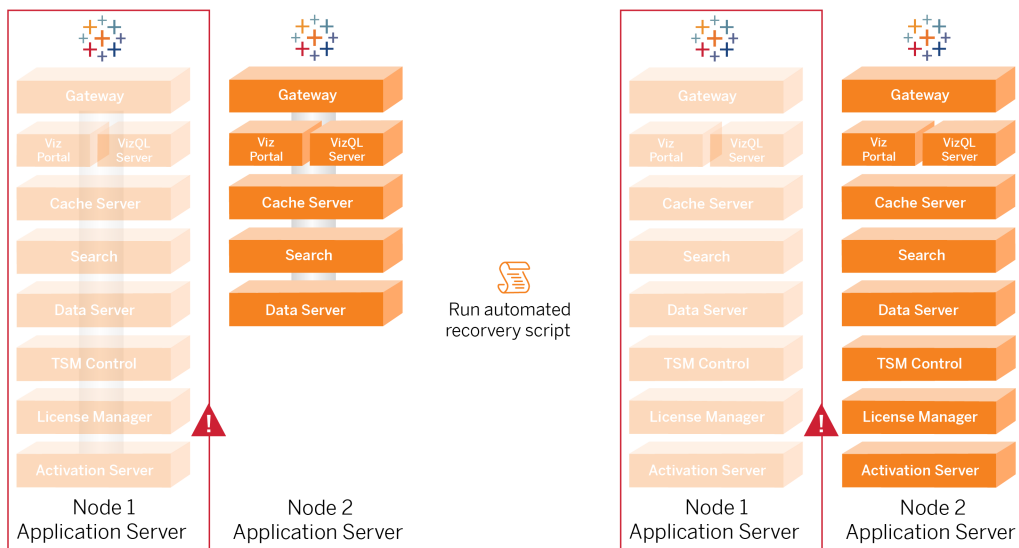 Gateway
Viz
Portal
VizQL
Server
Cache Server
Search
Data Server
TSM Control
License Manager
!
Activation Server
Node 1
Application Server
Gateway
Viz
Portal
VizQL
Server
Cache Server
Search
Data Server
Node 2
Application Server
Run automated
recorvery script
Gateway
Viz
Portal
VizQL
Server
Cache Server
Search
Data Server
TSM Control
License Manager
!
Activation Server
Node 1
Application Server
Gateway
Viz
Portal
VizQL
Server
Cache Server
Search
Data Server
TSM Control
License Manager
Activation Server
Node 2
Application Server